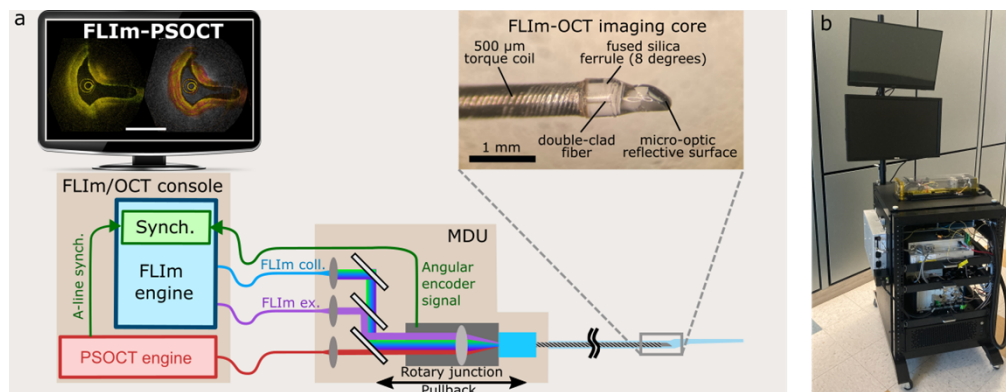 a
FLIm-PSOCT
FLIm-OCT imaging core
500 μm
torque coil
fused silica
ferrule (8 degrees)
double-clad
fiber
micro-optic
reflective surface
1 mm
b
FLIm/OCT console
Synch.
A-line synch.
FLIm
engine
PSOCT engine
FLIm coll.
FLIm ex.
MDU
Angular
encoder
signal
Rotary junction
Pullback